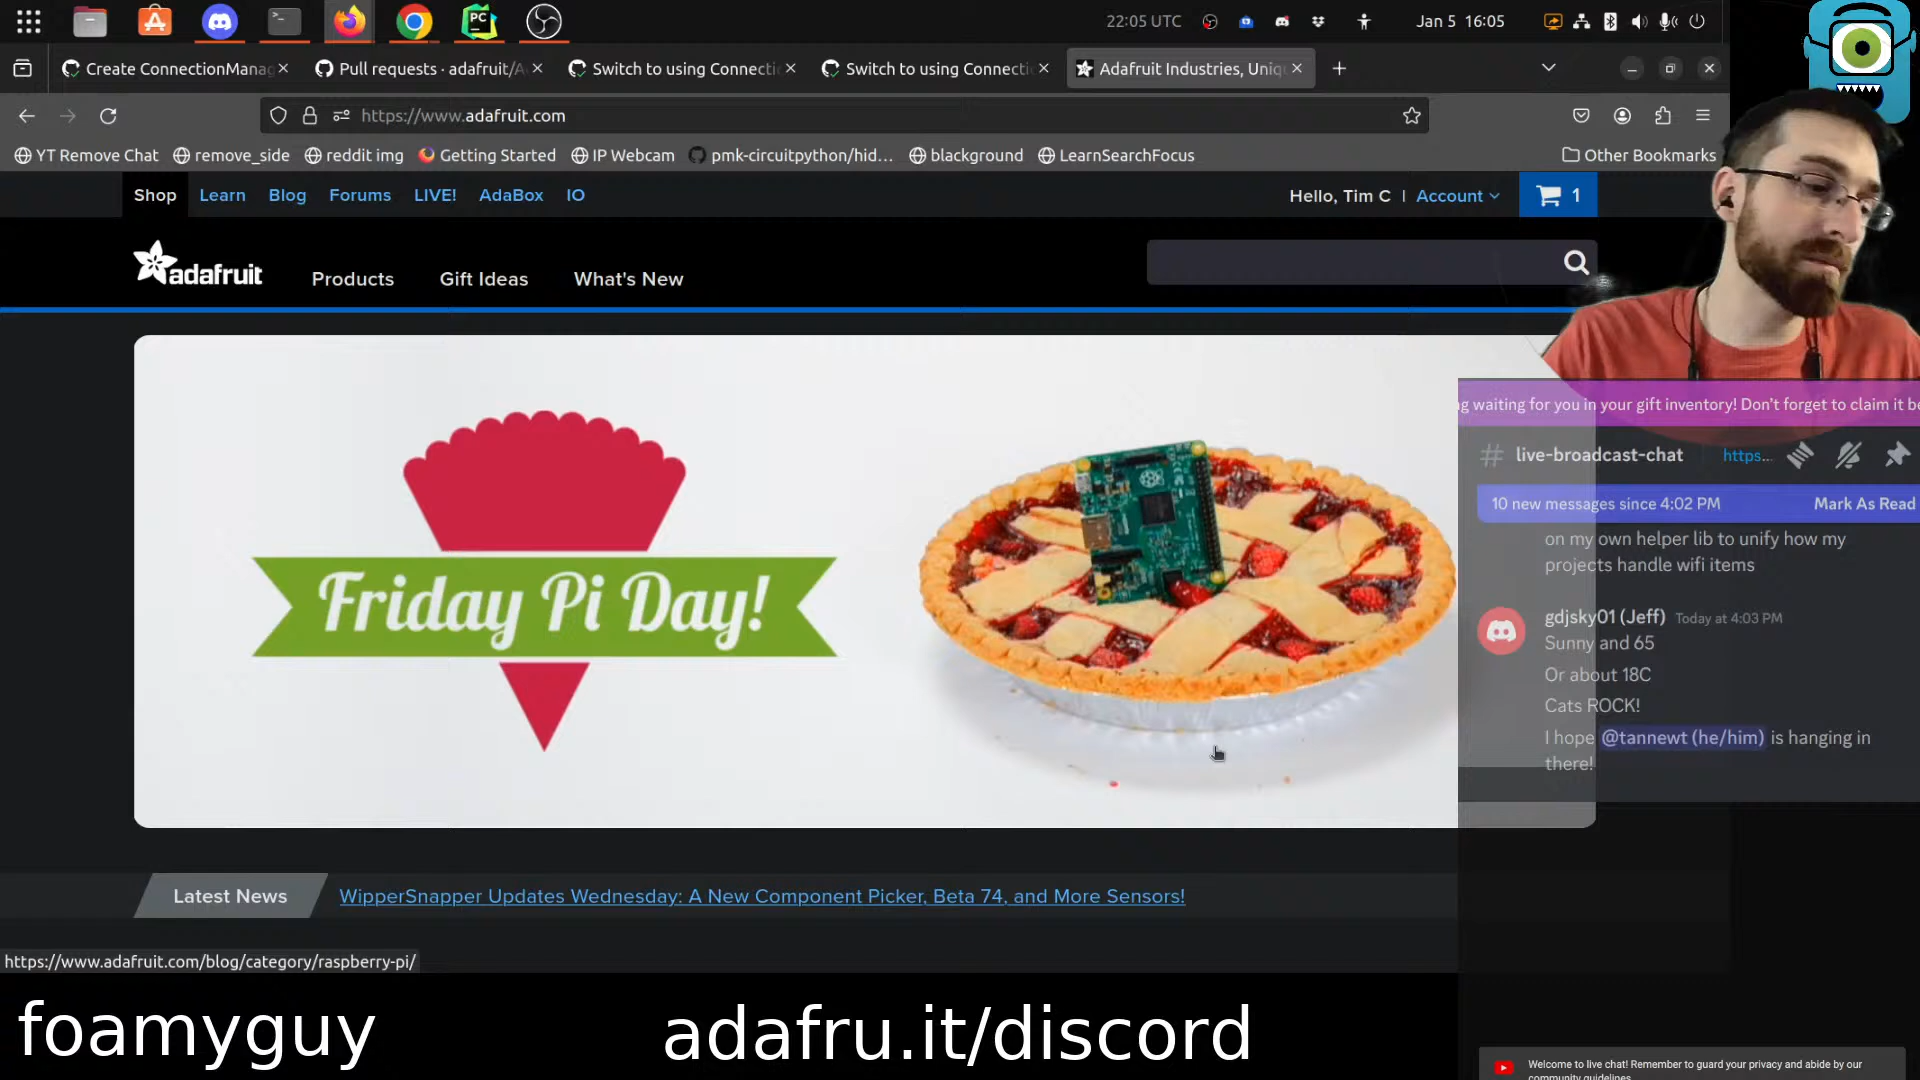 22:05 UTC
Jan 5 16:05
Create ConnectionManag
Pull requests · adafruit/A
Switch to using Connecti
Switch to using Connecti
Adafruit Industries, Uniq
https://www.adafruit.com
YT Remove Chat
remove_side
reddit img
Getting Started
IP Webcam
pmk-circuitpython/hid...
blackground
LearnSearchFocus
Other Bookmarks
Shop
Learn
Blog
Forums
LIVE!
AdaBox
IO
Hello, Tim C | Account
1
adafruit
Products
Gift Ideas
What's New
Friday Pi Day!
ng waiting for you in your gift inventory! Don't forget to claim it be
# live-broadcast-chat
https...
10 new messages since 4:02 PM
Mark As Read
on my own helper lib to unify how my
projects handle wifi items
gdjsky01 (Jeff) Today at 4:03 PM
Sunny and 65
Or about 18C
Cats ROCK!
I hope @tannewt (he/him) is hanging in
there!
Latest News
WipperSnapper Updates Wednesday: A New Component Picker, Beta 74, and More Sensors!
https://www.adafruit.com/blog/category/raspberry-pi/
foamyguy
adafru.it/discord
Welcome to live chat! Remember to guard your privacy and abide by our
community guidelines.